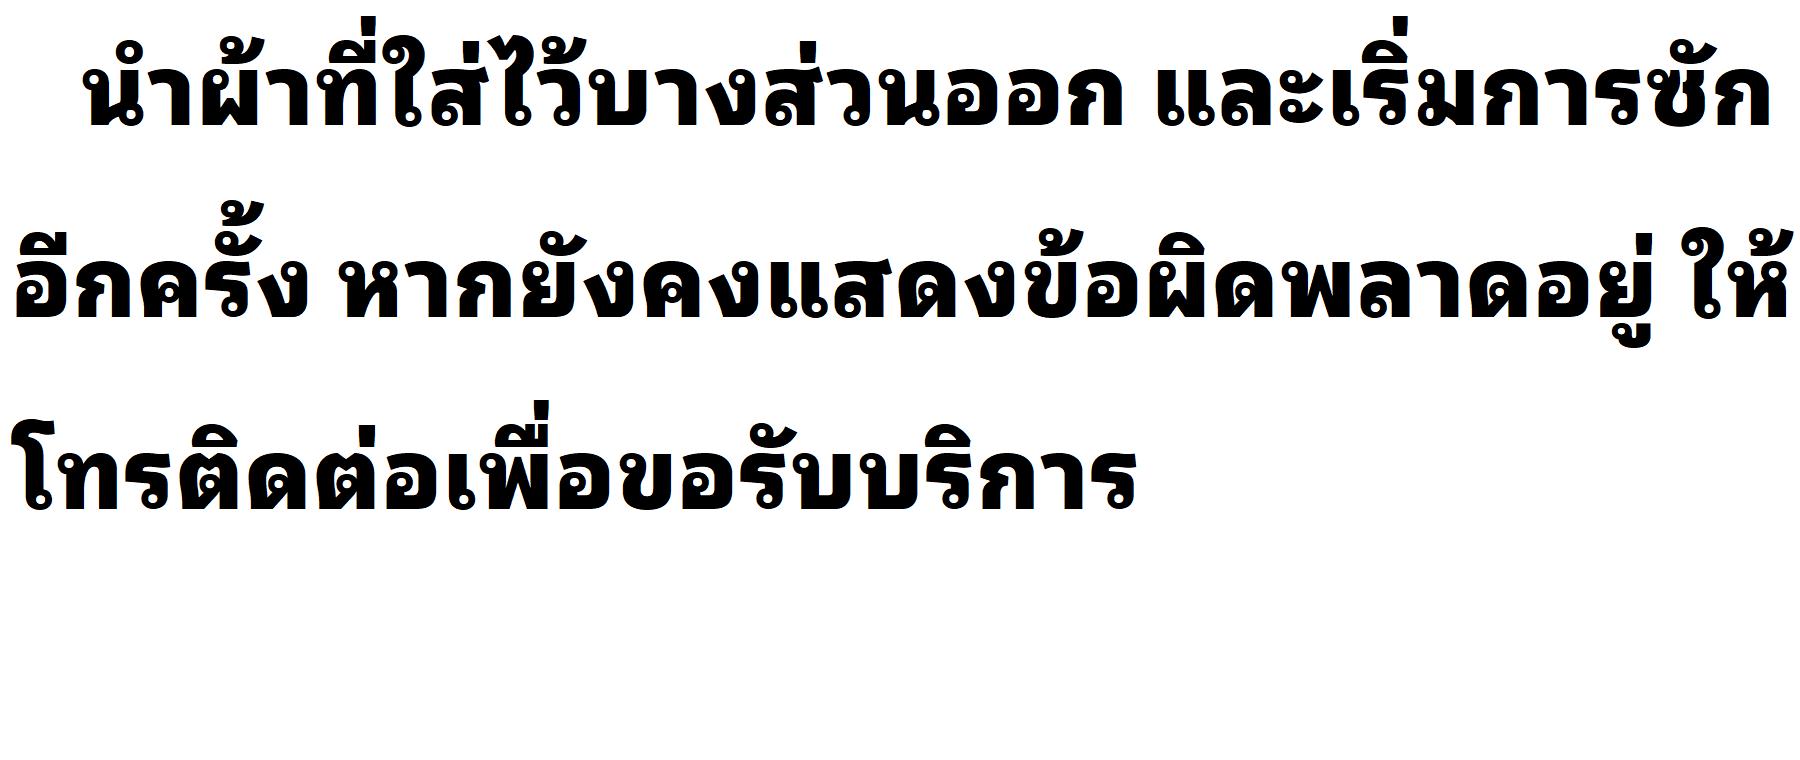 นำผ้าที่ใส่ไว้บางส่วนออก และเริ่มการซัก
อีกครั้ง หากยังคงแสดงข้อผิดพลาดอยู่ ให้
โทรติดต่อเพื่อขอรับบริการ